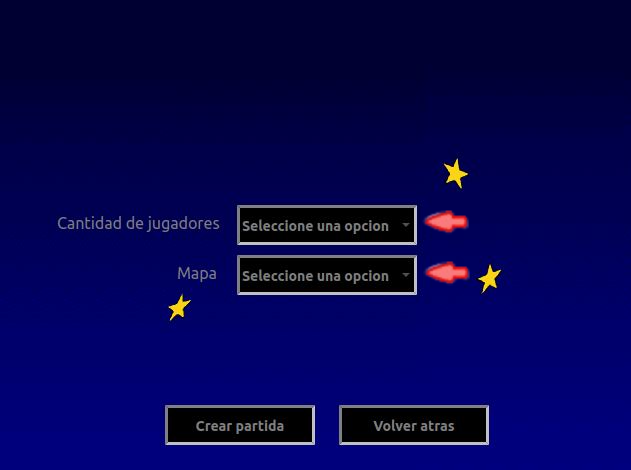 Cantidad de jugadores
Seleccione una opcion
Mapa
Seleccione una opcion
Crear partida
Volver atras